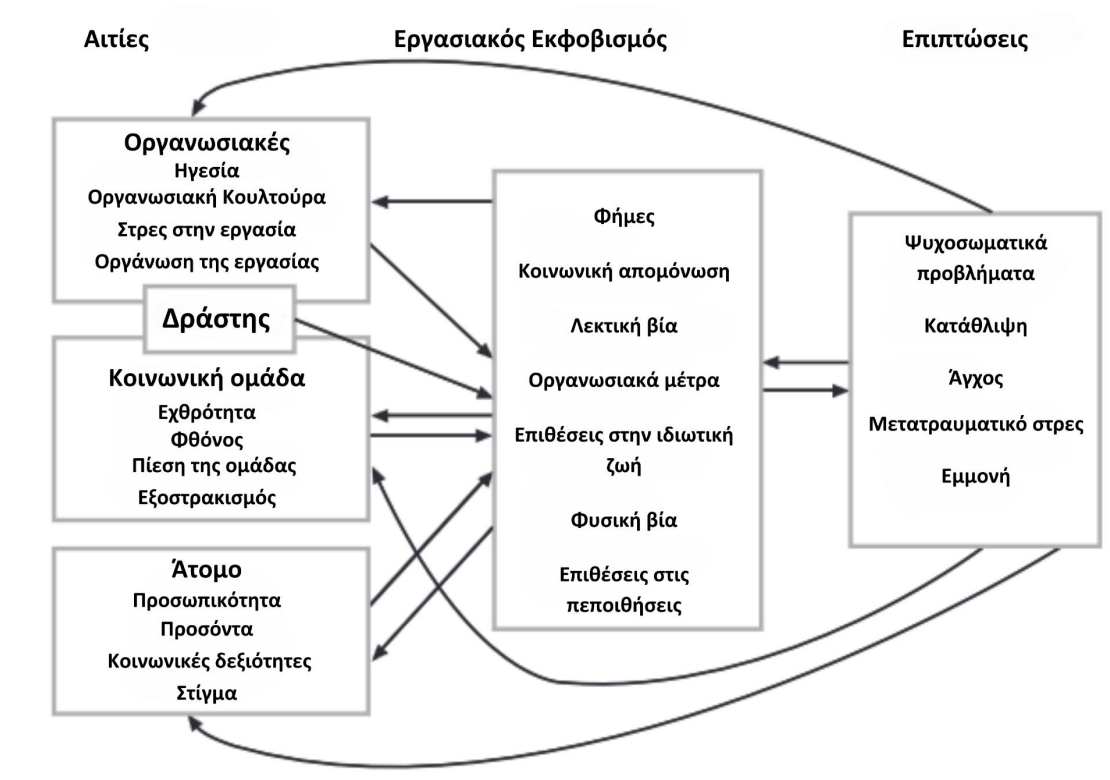 Αιτίες
Εργασιακός Εκφοβισμός
Επιπτώσεις
Οργανωσιακές
Ηγεσία
Οργανωσιακή Κουλτούρα
Στρες στην εργασία
Οργάνωση της εργασίας
Δράστης
Κοινωνική ομάδα
Εχθρότητα
Φθόνος
Πίεση της ομάδας
Εξοστρακισμός
Άτομο
Προσωπικότητα
Προσόντα
Κοινωνικές δεξιότητες
Στίγμα
Φήμες
Κοινωνική απομόνωση
Λεκτική βία
Οργανωσιακά μέτρα
Επιθέσεις στην ιδιωτική
ζωή
Φυσική βία
Επιθέσεις στις
πεποιθήσεις
Ψυχοσωματικά
προβλήματα
Κατάθλιψη
Άγχος
Μετατραυματικό στρες
Εμμονή